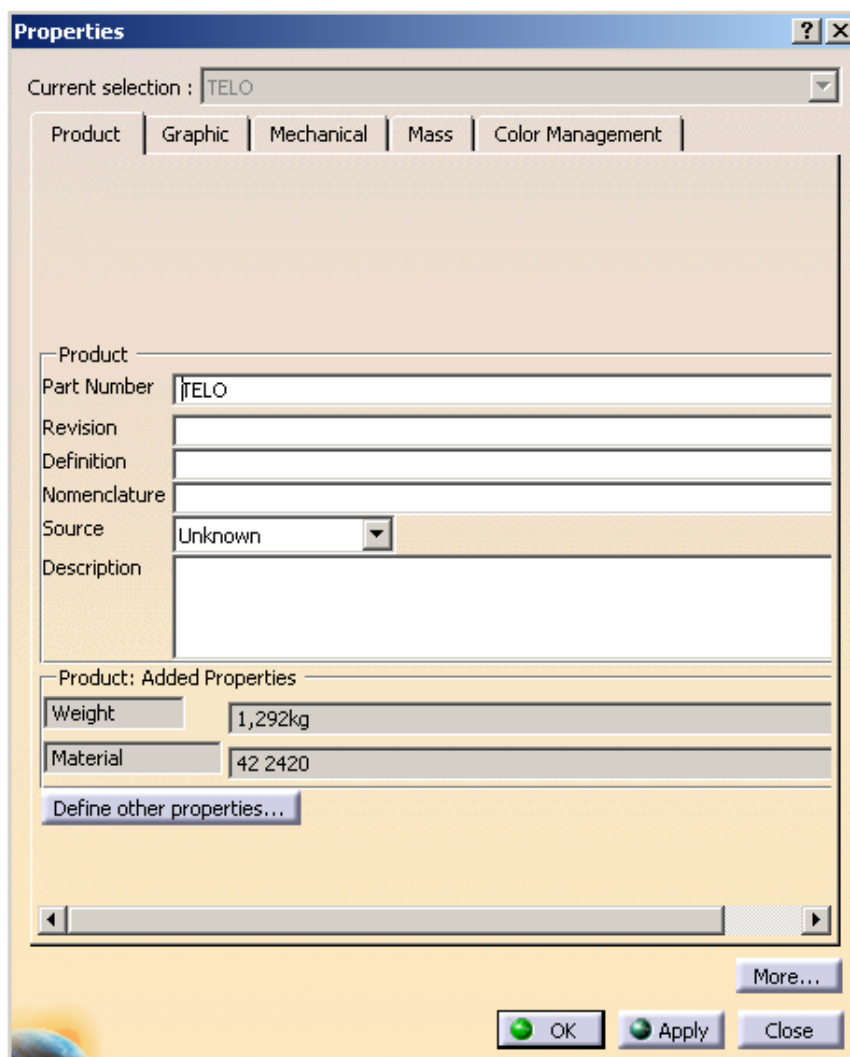 Properties
Current selection : TELO
Product Graphic Mechanical Mass Color Management
Product
Part Number TELO
Revision
Definition
Nomenclature
Source Unknown
Description
Product: Added Properties
Weight 1,292kg
Material 42 2420
Define other properties...
More...
OK Apply Close